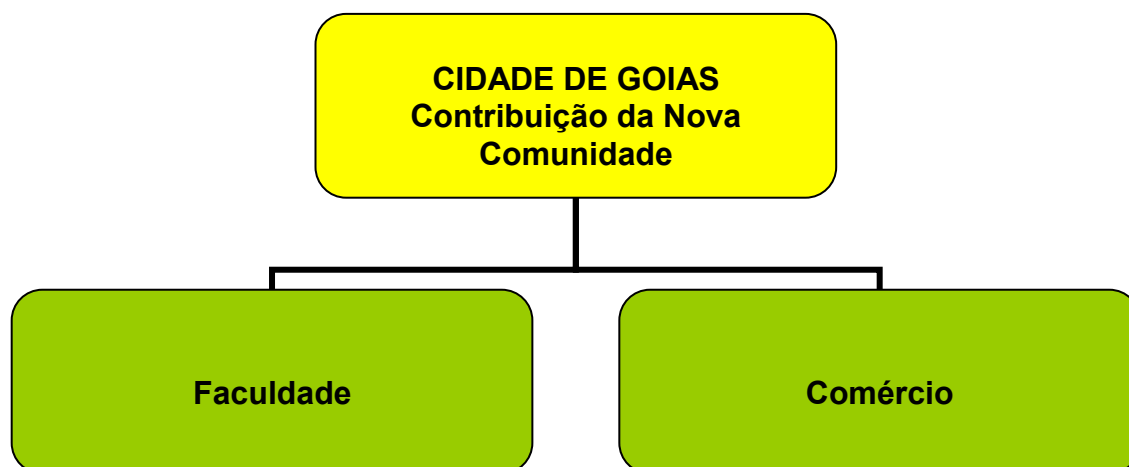 CIDADE DE GOIAS
Contribuição da Nova
Comunidade
Faculdade
Comércio